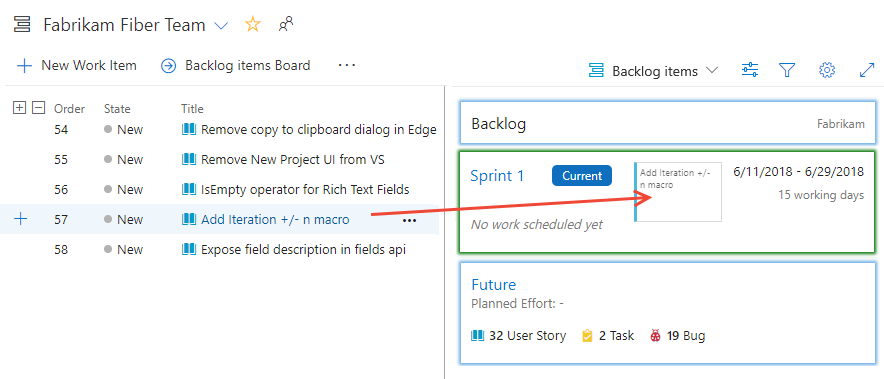 Fabrikam Fiber Team
New Work Item
Backlog items Board
...
Backlog items
Order State Title
54 New Remove copy to clipboard dialog in Edge
55 New Remove New Project UI from VS
56 New IsEmpty operator for Rich Text Fields
57 New Add Iteration +/- n macro ...
58 New Expose field description in fields api
Backlog Fabrikam
Sprint 1 Current
Add Iteration +/-
n macro
6/11/2018 - 6/29/2018
15 working days
No work scheduled yet
Future
Planned Effort: -
32 User Story 2 Task 19 Bug